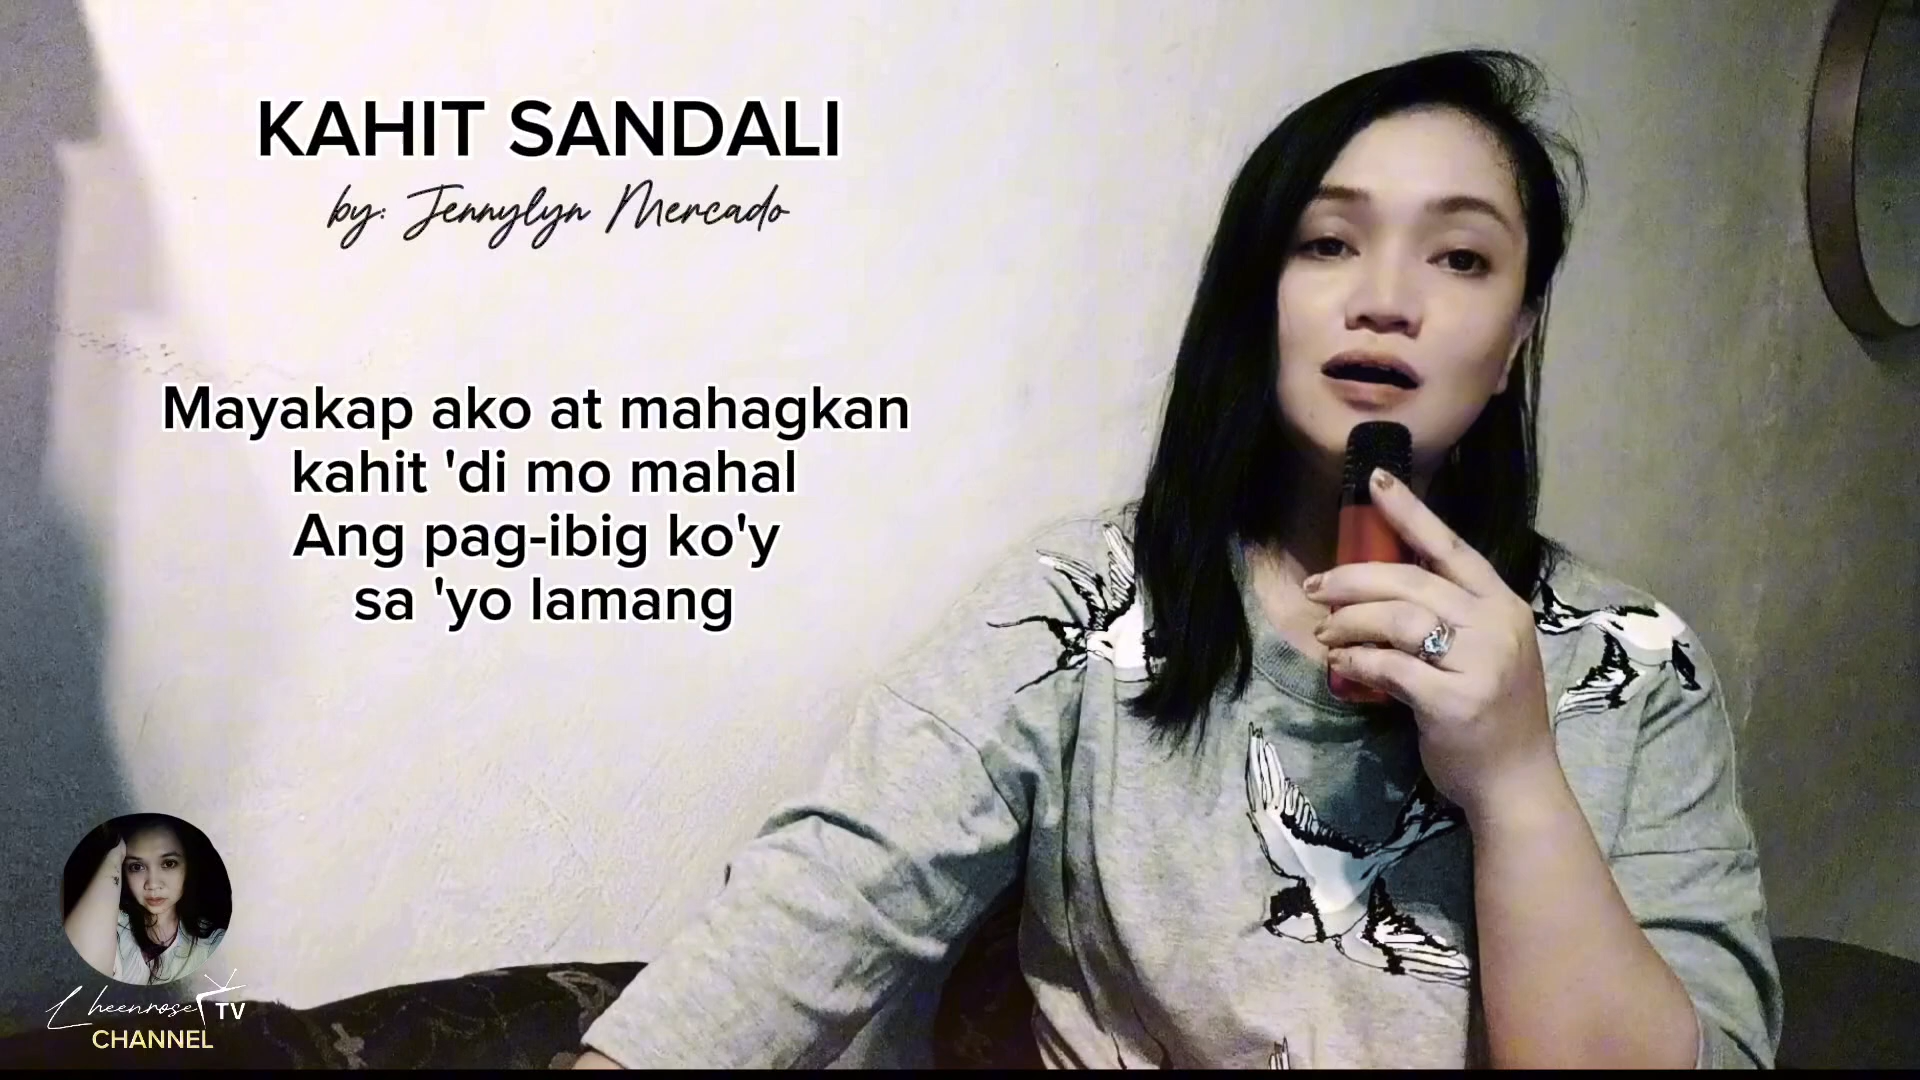 KAHIT SANDALI
by: Jennylyn Mercado
Mayakap ako at mahagkan
kahit 'di mo mahal
Ang pag-ibig ko'y
sa 'yo lamang
Lheenrose TV
CHANNEL